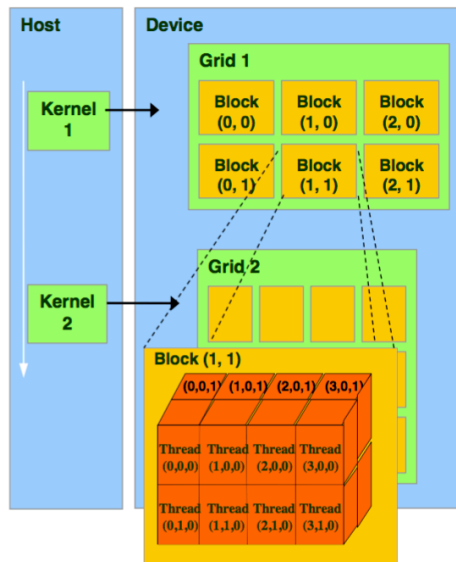 Host
Device
Grid 1
Kernel
1
Block
(0, 0)
Block
(1, 0)
Block
(2, 0)
Block
(0, 1)
Block
(1, 1)
Block
(2, 1)
Grid 2
Kernel
2
Block (1, 1)
(0,0,1) (1,0,1) (2,0,1) (3,0,1)
Thread Thread Thread Thread
(0,0,0) (1,0,0) (2,0,0) (3,0,0)
Thread Thread Thread Thread
(0,1,0) (1,1,0) (2,1,0) (3,1,0)